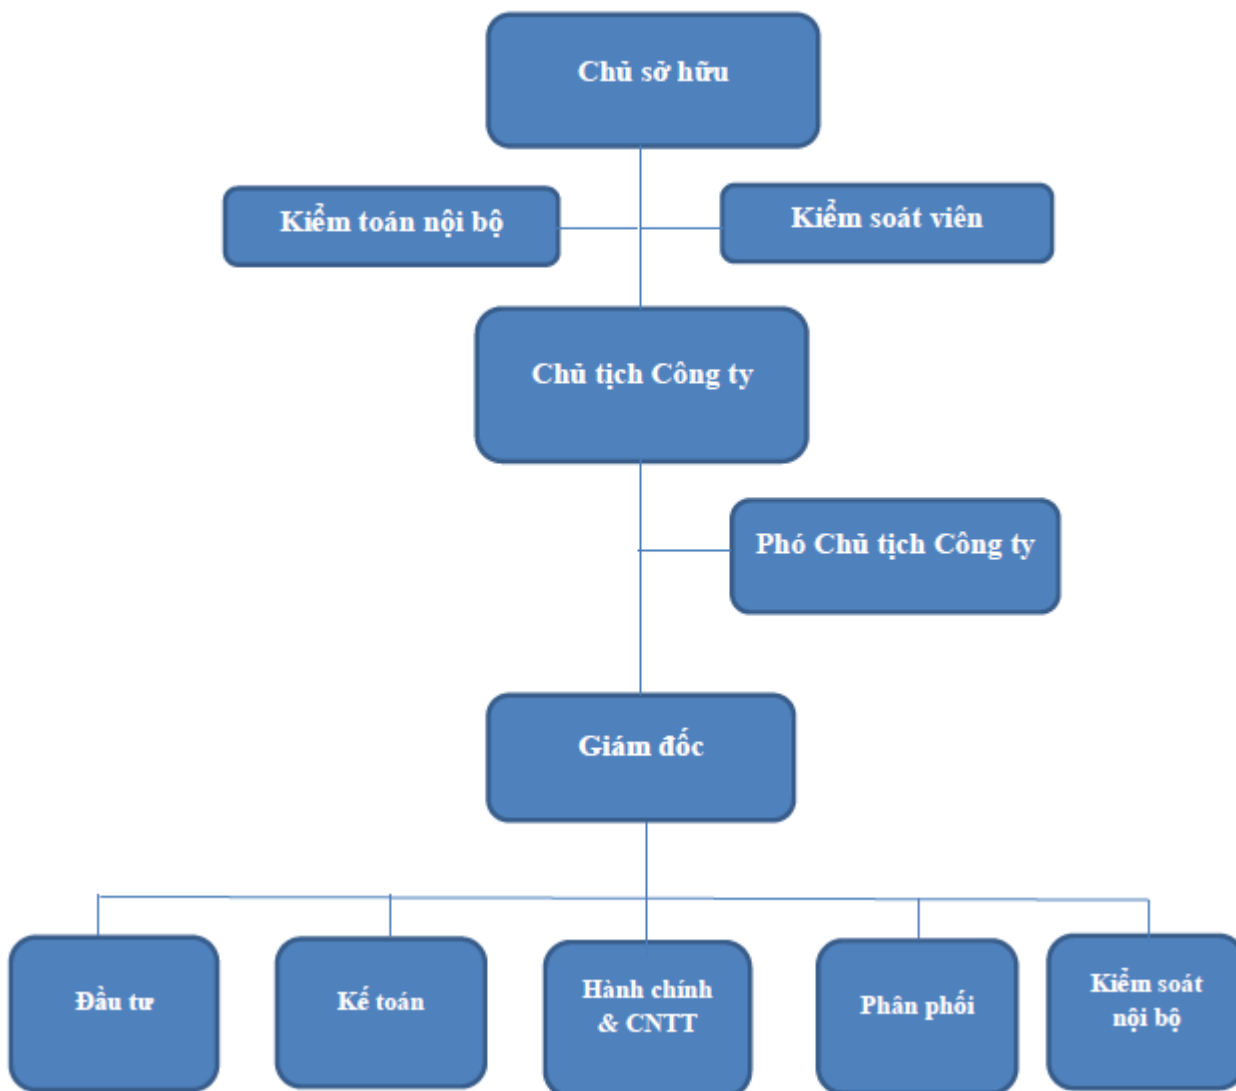 Chủ sở hữu
Kiểm toán nội bộ
Kiểm soát viên
Chủ tịch Công ty
Phó Chủ tịch Công ty
Giám đốc
Đầu tư
Kế toán
Hành chính
& CNTT
Phân phối
Kiểm soát
nội bộ